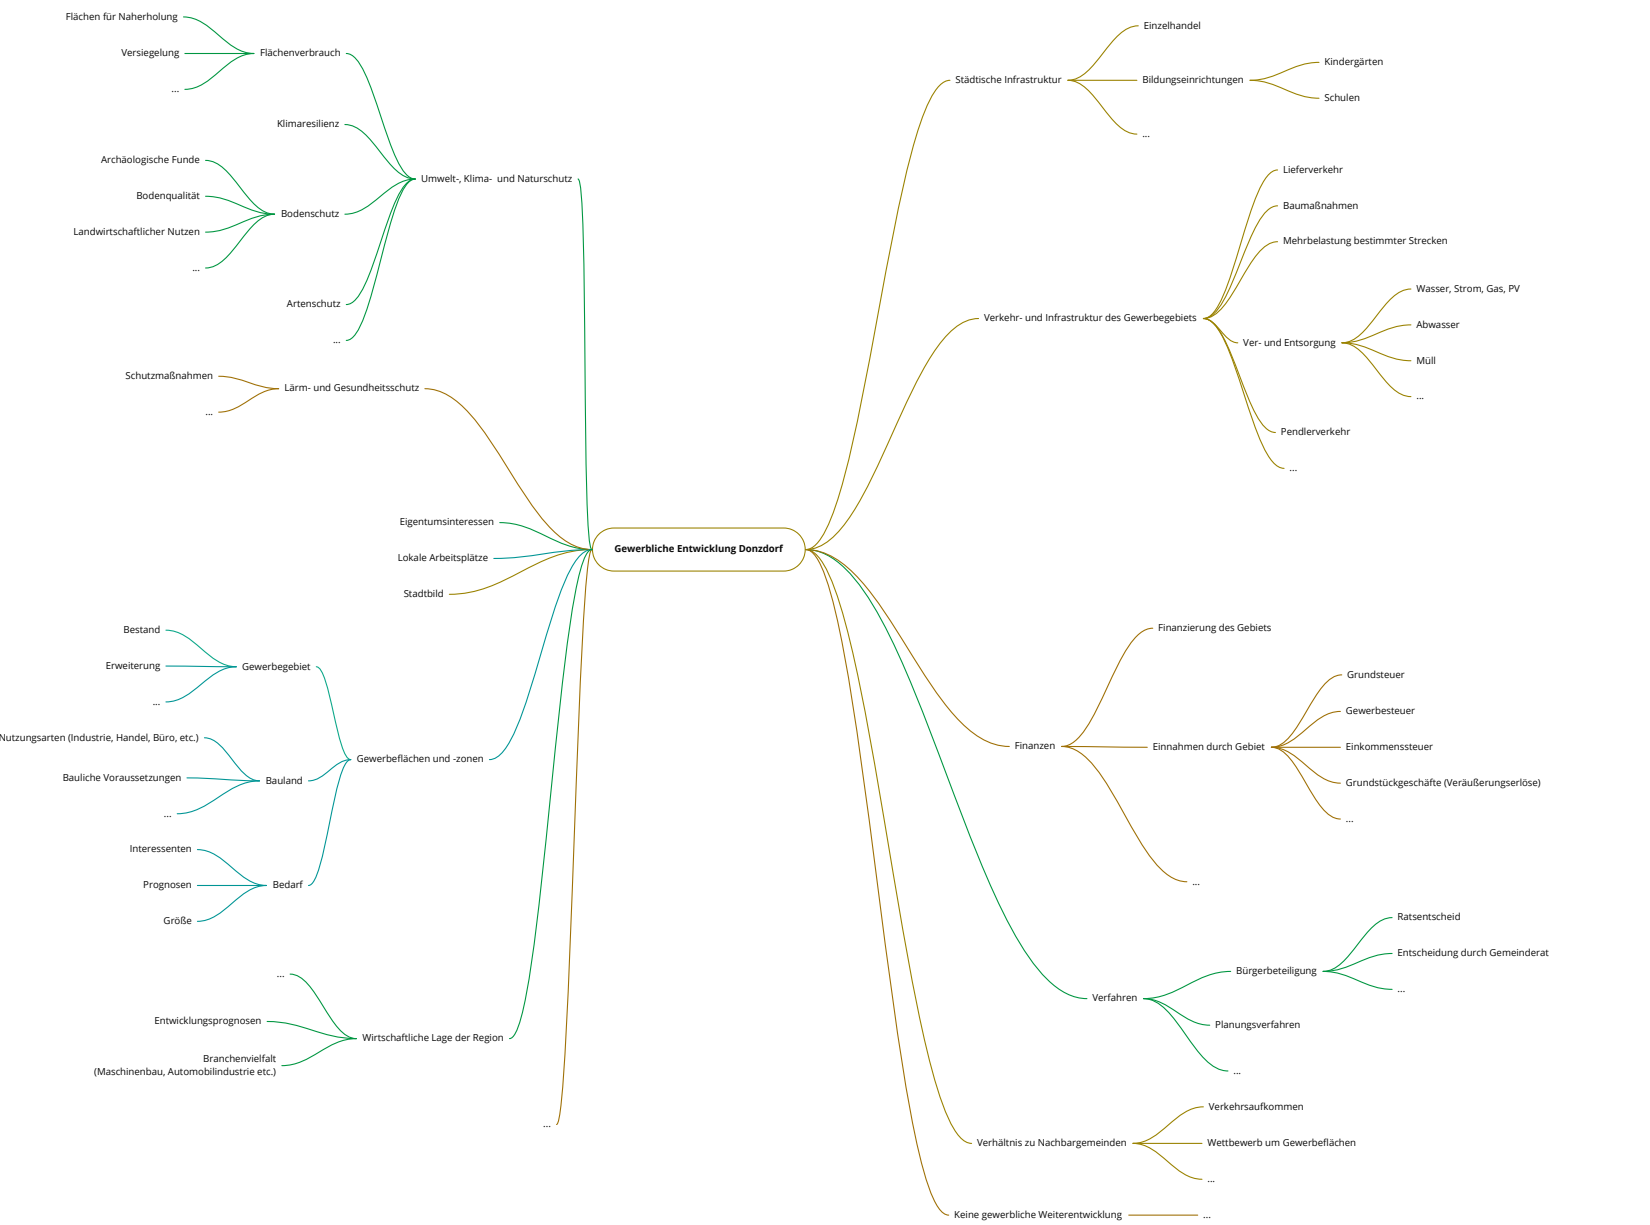 Gewerbliche Entwicklung Donzdorf
Umwelt-, Klima-  und Naturschutz
Flächenverbrauch
Flächen für Naherholung
Versiegelung
...
Klimaresilienz
Bodenschutz
Archäologische Funde
Bodenqualität
Landwirtschaftlicher Nutzen
...
Artenschutz
...
Lärm- und Gesundheitsschutz
Schutzmaßnahmen
...
Eigentumsinteressen
Lokale Arbeitsplätze
Stadtbild
Gewerbeflächen und -zonen
Gewerbegebiet
Bestand
Erweiterung
...
Bauland
Nutzungsarten (Industrie, Handel, Büro, etc.)
Bauliche Voraussetzungen
...
Bedarf
Interessenten
Prognosen
Größe
Wirtschaftliche Lage der Region
...
Entwicklungsprognosen
Branchenvielfalt
(Maschinenbau, Automobilindustrie etc.)
...
Städtische Infrastruktur
Einzelhandel
Bildungseinrichtungen
Kindergärten
Schulen
...
Verkehr- und Infrastruktur des Gewerbegebiets
Lieferverkehr
Baumaßnahmen
Mehrbelastung bestimmter Strecken
Ver- und Entsorgung
Wasser, Strom, Gas, PV
Abwasser
Müll
...
Pendlerverkehr
...
Finanzen
Finanzierung des Gebiets
Einnahmen durch Gebiet
Grundsteuer
Gewerbesteuer
Einkommenssteuer
Grundstückgeschäfte (Veräußerungserlöse)
...
...
Verfahren
Bürgerbeteiligung
Ratsentscheid
Entscheidung durch Gemeinderat
...
Planungsverfahren
...
Verhältnis zu Nachbargemeinden
Verkehrsaufkommen
Wettbewerb um Gewerbeflächen
...
Keine gewerbliche Weiterentwicklung
...